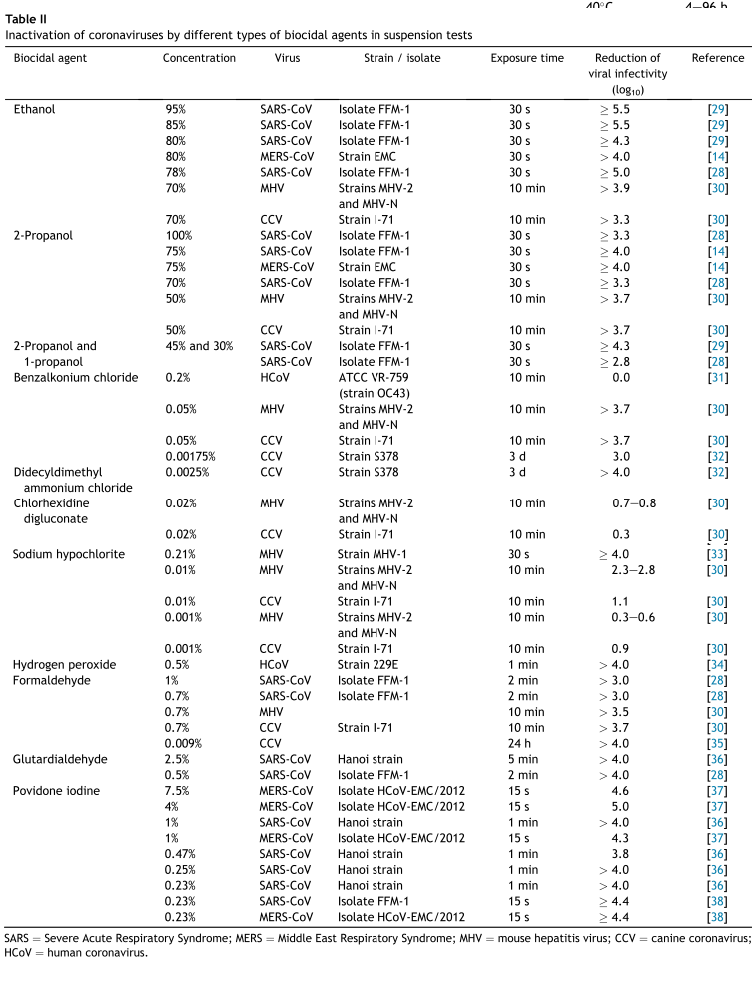 40°C 4–96 h
Table II
Inactivation of coronaviruses by different types of biocidal agents in suspension tests
Biocidal agent Concentration Virus Strain / isolate Exposure time Reduction of Reference
viral infectivity
(log₁₀)
Ethanol 95% SARS-CoV Isolate FFM-1 30 s ≥ 5.5 [29]
85% SARS-CoV Isolate FFM-1 30 s ≥ 5.5 [29]
80% SARS-CoV Isolate FFM-1 30 s ≥ 4.3 [29]
80% MERS-CoV Strain EMC 30 s > 4.0 [14]
78% SARS-CoV Isolate FFM-1 30 s ≥ 5.0 [28]
70% MHV Strains MHV-2 10 min > 3.9 [30]
and MHV-N
70% CCV Strain I-71 10 min > 3.3 [30]
2-Propanol 100% SARS-CoV Isolate FFM-1 30 s ≥ 3.3 [28]
75% SARS-CoV Isolate FFM-1 30 s ≥ 4.0 [14]
75% MERS-CoV Strain EMC 30 s ≥ 4.0 [14]
70% SARS-CoV Isolate FFM-1 30 s ≥ 3.3 [28]
50% MHV Strains MHV-2 10 min > 3.7 [30]
and MHV-N
50% CCV Strain I-71 10 min > 3.7 [30]
2-Propanol and 45% and 30% SARS-CoV Isolate FFM-1 30 s ≥ 4.3 [29]
1-propanol SARS-CoV Isolate FFM-1 30 s ≥ 2.8 [28]
Benzalkonium chloride 0.2% HCoV ATCC VR-759 10 min 0.0 [31]
(strain OC43)
0.05% MHV Strains MHV-2 10 min > 3.7 [30]
and MHV-N
0.05% CCV Strain I-71 10 min > 3.7 [30]
0.00175% CCV Strain S378 3 d 3.0 [32]
Didecyldimethyl 0.0025% CCV Strain S378 3 d > 4.0 [32]
ammonium chloride
Chlorhexidine 0.02% MHV Strains MHV-2 10 min 0.7–0.8 [30]
digluconate and MHV-N
0.02% CCV Strain I-71 10 min 0.3 [30]
Sodium hypochlorite 0.21% MHV Strain MHV-1 30 s ≥ 4.0 [33]
0.01% MHV Strains MHV-2 10 min 2.3–2.8 [30]
and MHV-N
0.01% CCV Strain I-71 10 min 1.1 [30]
0.001% MHV Strains MHV-2 10 min 0.3–0.6 [30]
and MHV-N
0.001% CCV Strain I-71 10 min 0.9 [30]
Hydrogen peroxide 0.5% HCoV Strain 229E 1 min > 4.0 [34]
Formaldehyde 1% SARS-CoV Isolate FFM-1 2 min > 3.0 [28]
0.7% SARS-CoV Isolate FFM-1 2 min > 3.0 [28]
0.7% MHV 10 min > 3.5 [30]
0.7% CCV Strain I-71 10 min > 3.7 [30]
0.009% CCV 24 h > 4.0 [35]
Glutardialdehyde 2.5% SARS-CoV Hanoi strain 5 min > 4.0 [36]
0.5% SARS-CoV Isolate FFM-1 2 min > 4.0 [28]
Povidone iodine 7.5% MERS-CoV Isolate HCoV-EMC/2012 15 s 4.6 [37]
4% MERS-CoV Isolate HCoV-EMC/2012 15 s 5.0 [37]
1% SARS-CoV Hanoi strain 1 min > 4.0 [36]
1% MERS-CoV Isolate HCoV-EMC/2012 15 s 4.3 [37]
0.47% SARS-CoV Hanoi strain 1 min 3.8 [36]
0.25% SARS-CoV Hanoi strain 1 min > 4.0 [36]
0.23% SARS-CoV Hanoi strain 1 min > 4.0 [36]
0.23% SARS-CoV Isolate FFM-1 15 s ≥ 4.4 [38]
0.23% MERS-CoV Isolate HCoV-EMC/2012 15 s ≥ 4.4 [38]
SARS = Severe Acute Respiratory Syndrome; MERS = Middle East Respiratory Syndrome; MHV = mouse hepatitis virus; CCV = canine coronavirus;
HCoV = human coronavirus.